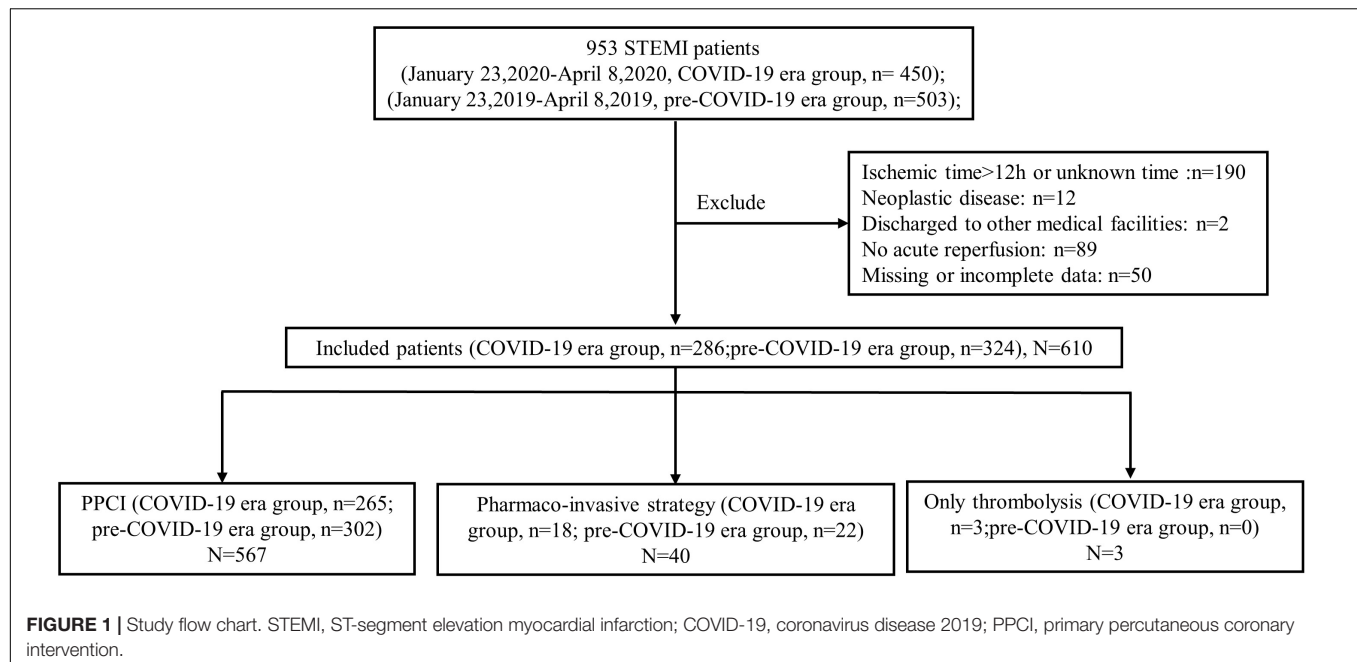 953 STEMI patients
(January 23,2020-April 8,2020, COVID-19 era group, n= 450);
(January 23,2019-April 8,2019, pre-COVID-19 era group, n=503);
Exclude
Ischemic time>12h or unknown time :n=190
Neoplastic disease: n=12
Discharged to other medical facilities: n=2
No acute reperfusion: n=89
Missing or incomplete data: n=50
Included patients (COVID-19 era group, n=286;pre-COVID-19 era group, n=324), N=610
PPCI (COVID-19 era group, n=265;
pre-COVID-19 era group, n=302)
N=567
Pharmaco-invasive strategy (COVID-19 era
group, n=18; pre-COVID-19 era group, n=22)
N=40
Only thrombolysis (COVID-19 era group,
n=3;pre-COVID-19 era group, n=0)
N=3
FIGURE 1 | Study flow chart. STEMI, ST-segment elevation myocardial infarction; COVID-19, coronavirus disease 2019; PPCI, primary percutaneous coronary
intervention.